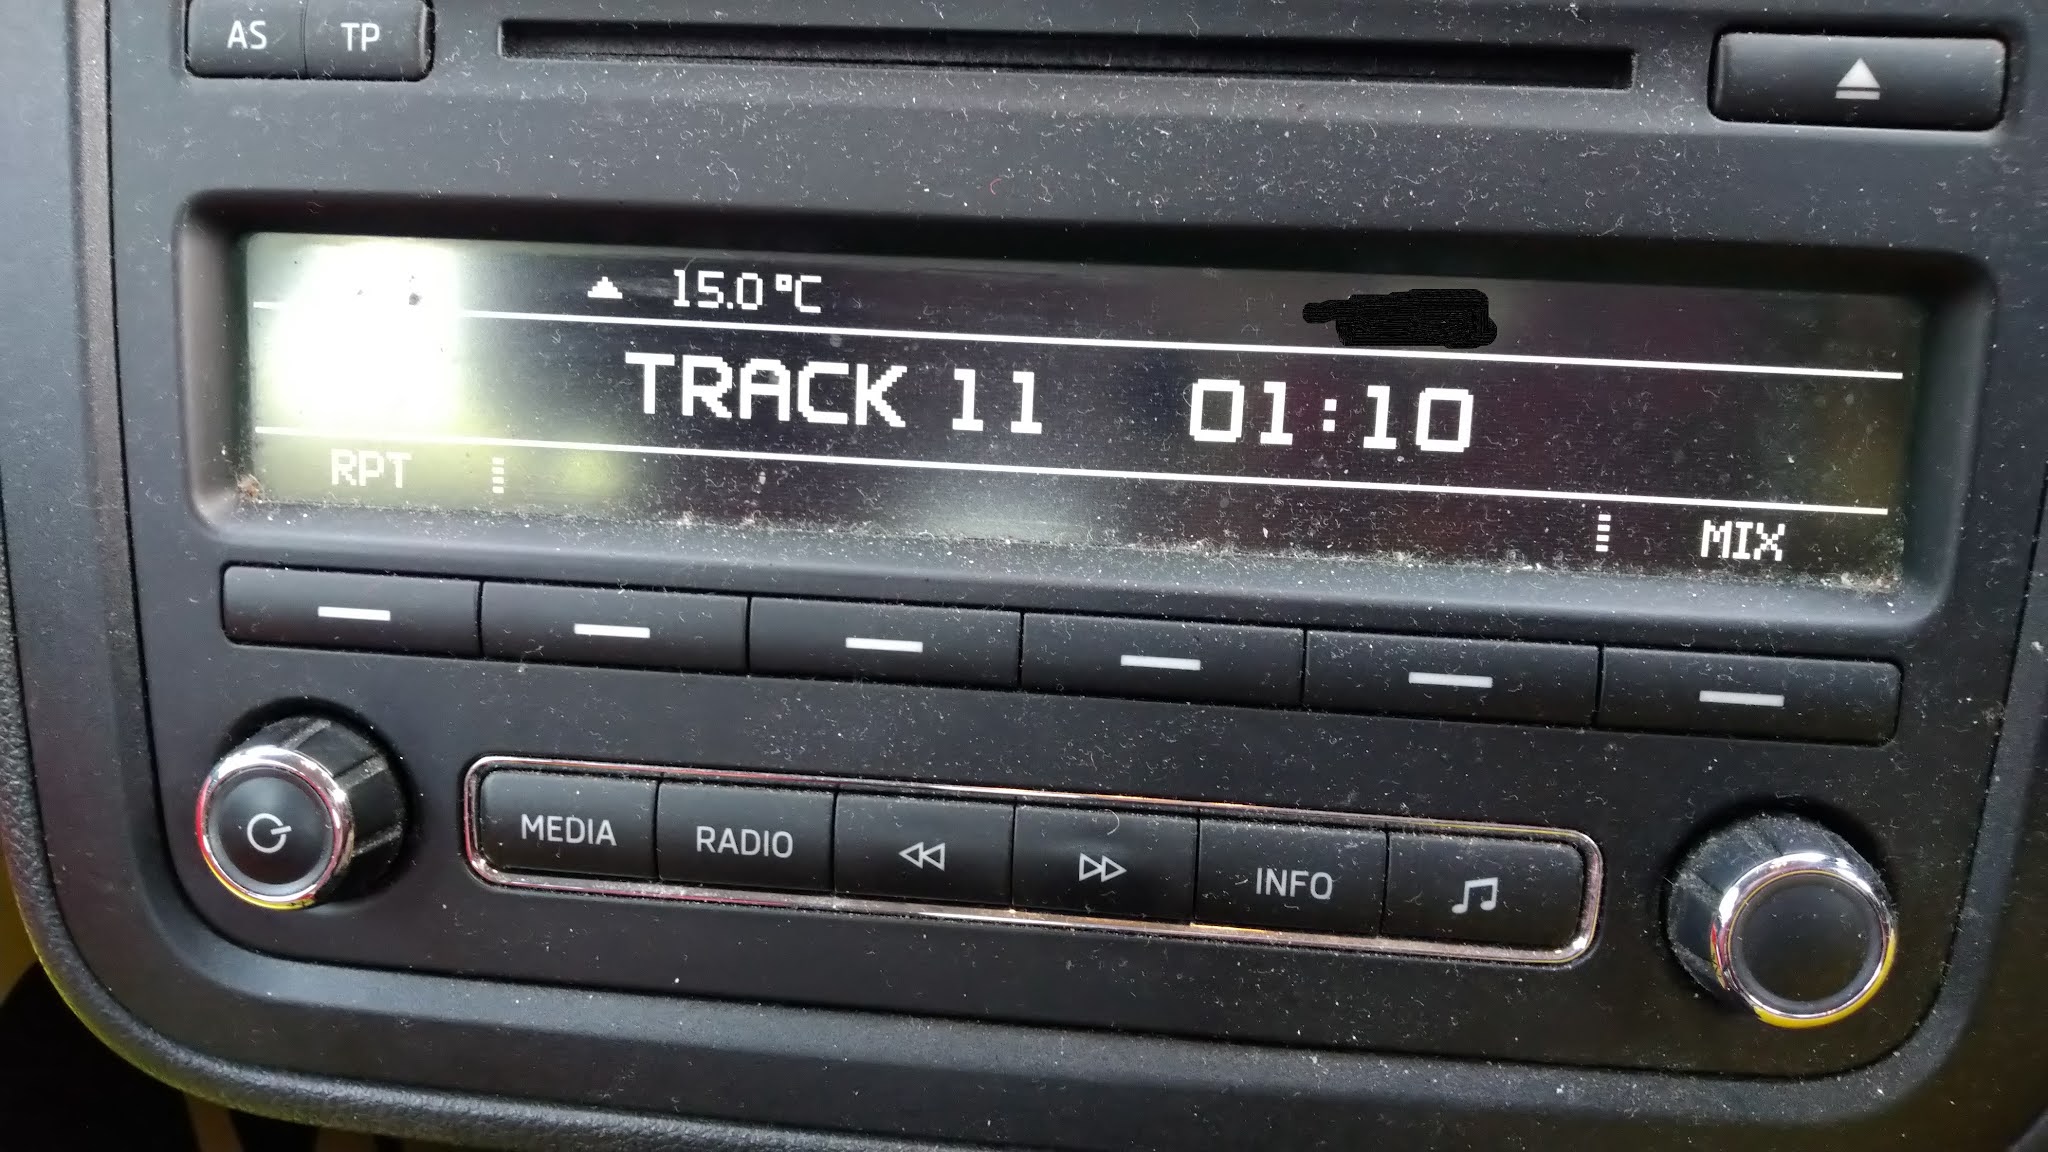 AS TP
15.0 °C
TRACK 11 01:10
RPT MIX
MEDIA RADIO INFO